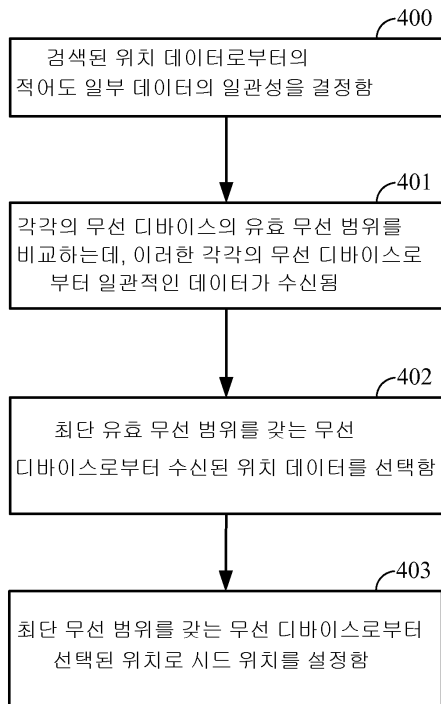 400
검색된 위치 데이터로부터의
적어도 일부 데이터의 일관성을 결정함
401
각각의 무선 디바이스의 유효 무선 범위를
비교하는데, 이러한 각각의 무선 디바이스로
부터 일관적인 데이터가 수신됨
402
최단 유효 무선 범위를 갖는 무선
디바이스로부터 수신된 위치 데이터를 선택함
403
최단 무선 범위를 갖는 무선 디바이스로부터
선택된 위치로 시드 위치를 설정함